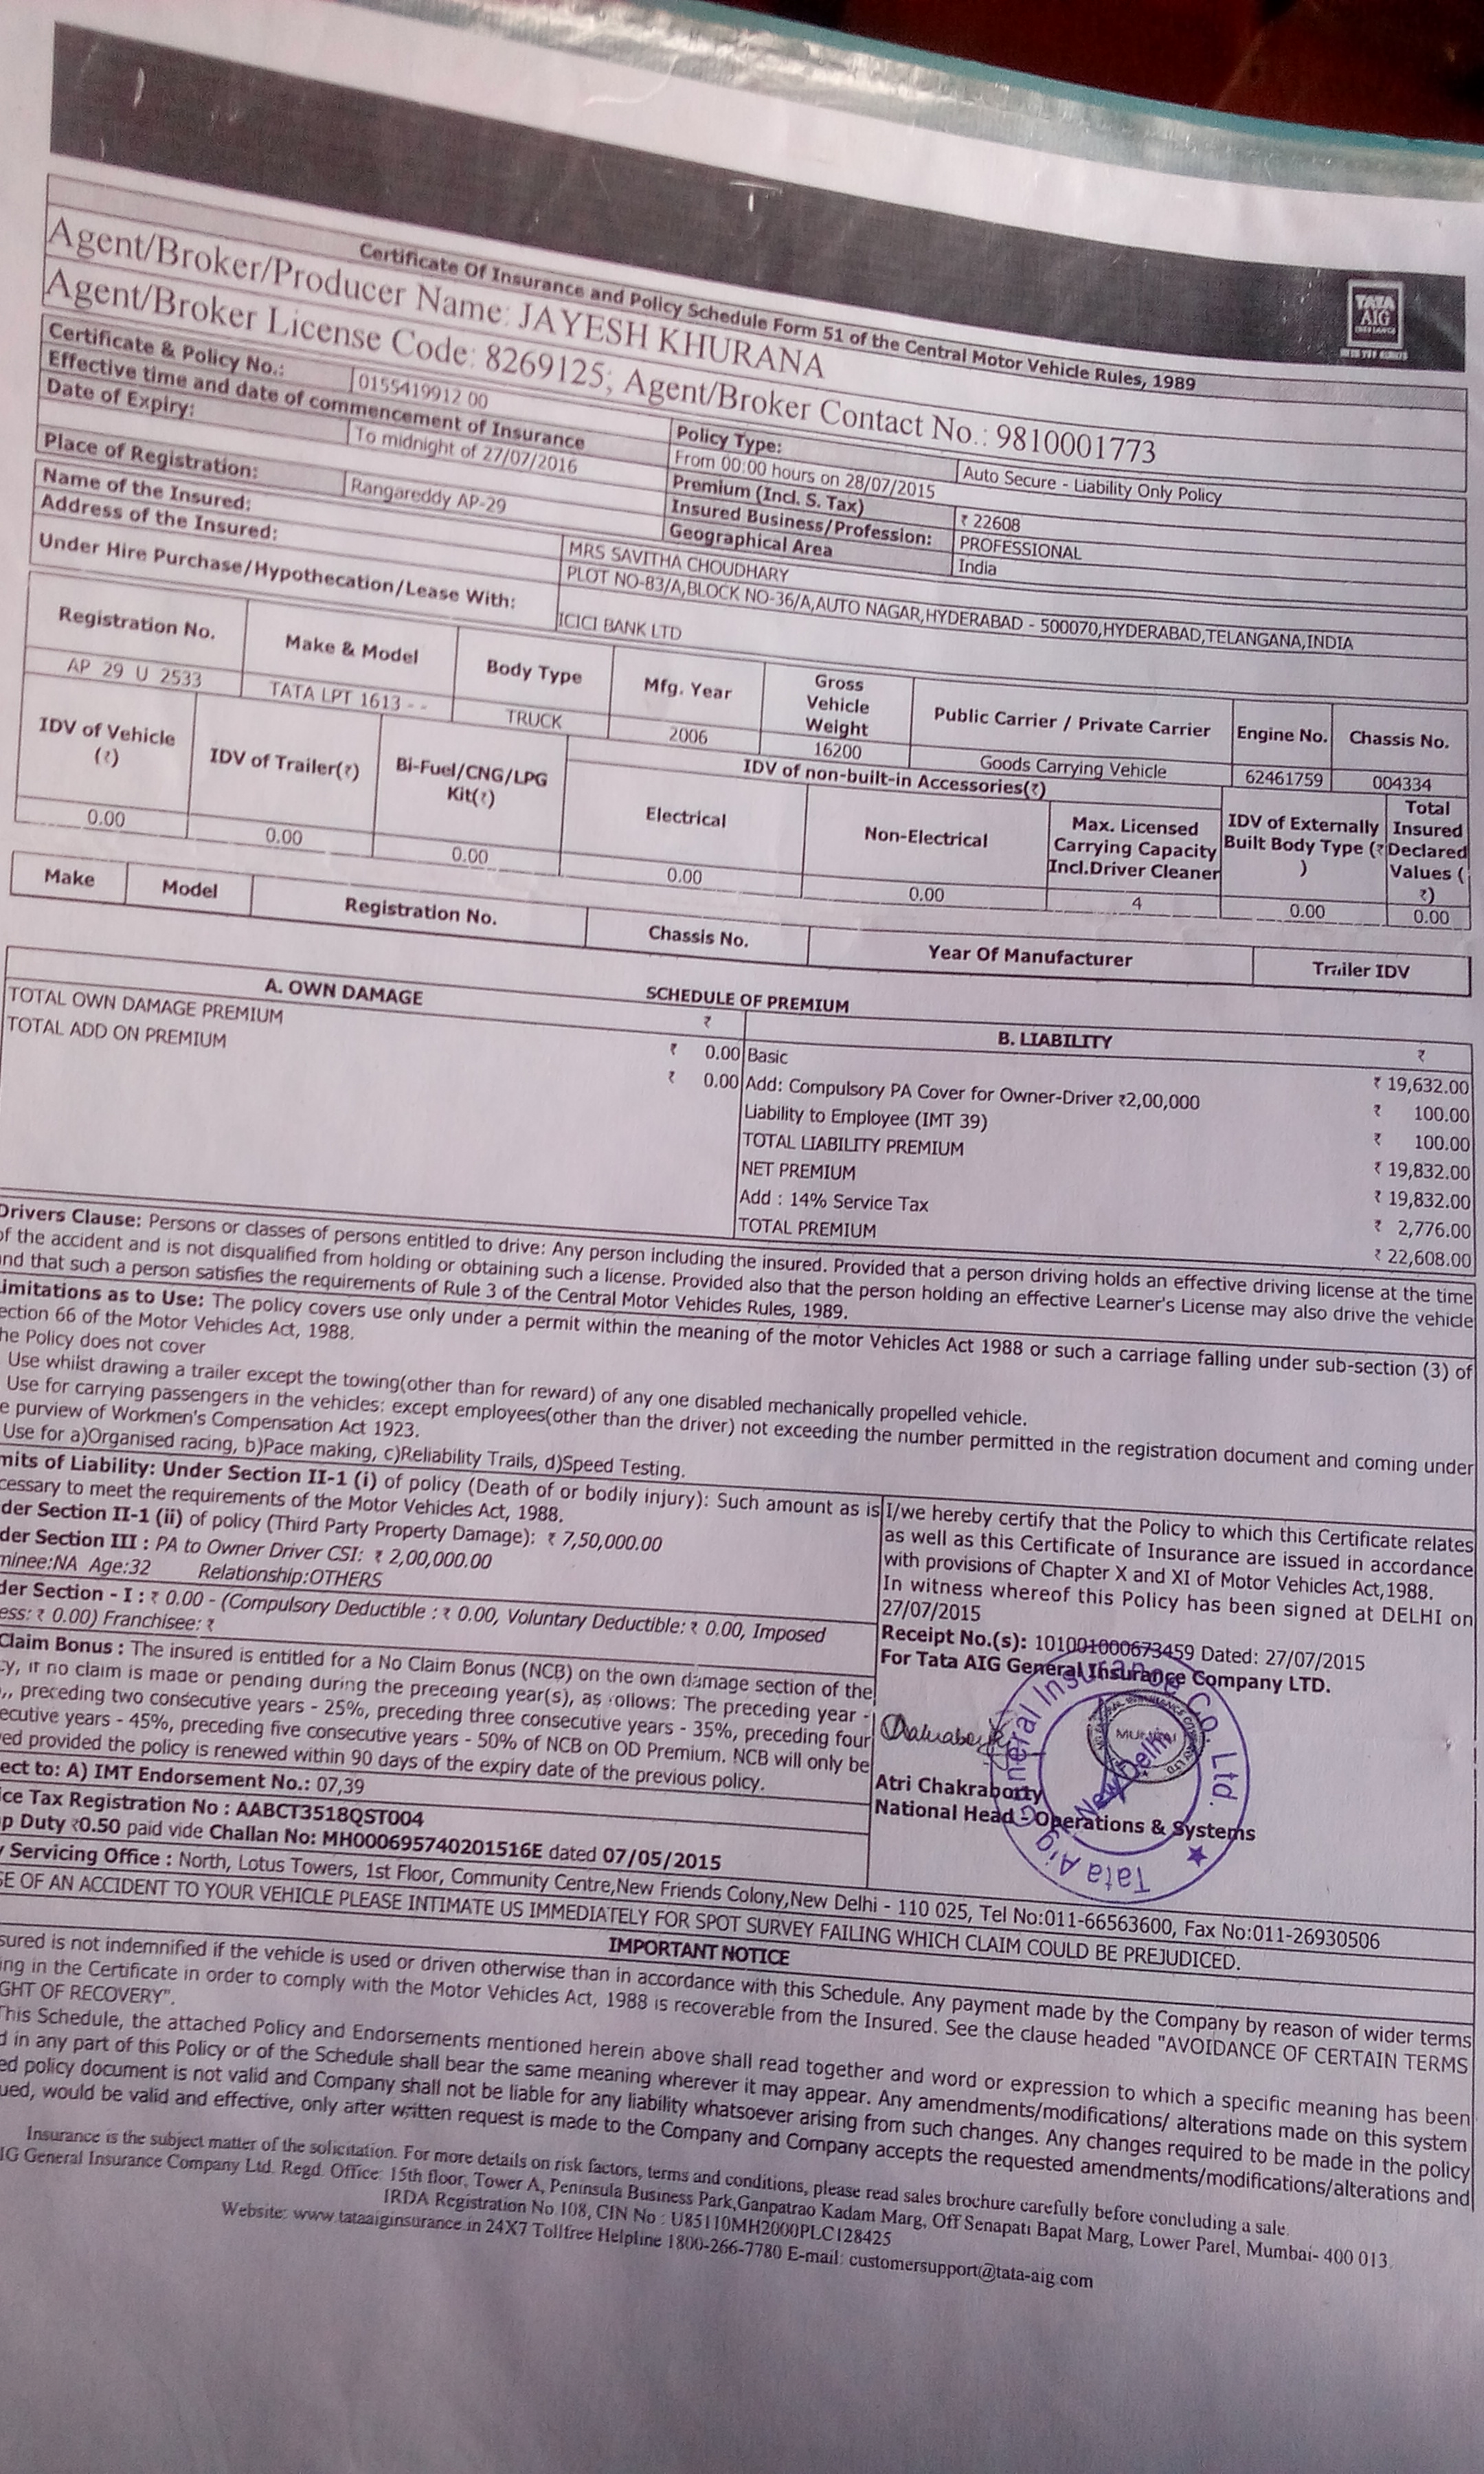 TATA
AIG
INSURANCE
Certificate Of Insurance and Policy Schedule Form 51 of the Central Motor Vehicle Rules, 1989
Agent/Broker/Producer Name: JAYESH KHURANA
Agent/Broker License Code: 8269125; Agent/Broker Contact No.: 9810001773
Certificate & Policy No.: 0155419912 00 Policy Type: Auto Secure - Liability Only Policy
Effective time and date of commencement of Insurance From 00:00 hours on 28/07/2015
Date of Expiry: To midnight of 27/07/2016 Premium (Incl. S. Tax) ₹ 22608
Insured Business/Profession: PROFESSIONAL
Place of Registration: Rangareddy AP-29 Geographical Area India
Name of the Insured: MRS SAVITHA CHOUDHARY
Address of the Insured: PLOT NO-83/A,BLOCK NO-36/A,AUTO NAGAR,HYDERABAD - 500070,HYDERABAD,TELANGANA,INDIA
Under Hire Purchase/Hypothecation/Lease With: ICICI BANK LTD
Registration No. Make & Model Body Type Mfg. Year Gross Vehicle Weight Public Carrier / Private Carrier Engine No. Chassis No.
AP 29 U 2533 TATA LPT 1613 - - TRUCK 2006 16200 Goods Carrying Vehicle 62461759 004334
IDV of Vehicle (₹) IDV of Trailer(₹) Bi-Fuel/CNG/LPG Kit(₹) IDV of non-built-in Accessories(₹)
Electrical Non-Electrical Max. Licensed Carrying Capacity Incl.Driver Cleaner IDV of Externally Built Body Type (₹ ) Total Insured Declared Values ( ₹)
0.00 0.00 0.00 0.00 0.00 4 0.00 0.00
Make Model Registration No. Chassis No. Year Of Manufacturer Trailer IDV
SCHEDULE OF PREMIUM
A. OWN DAMAGE ₹ B. LIABILITY ₹
TOTAL OWN DAMAGE PREMIUM ₹ 0.00 Basic ₹ 19,632.00
TOTAL ADD ON PREMIUM ₹ 0.00 Add: Compulsory PA Cover for Owner-Driver ₹2,00,000 ₹ 100.00
Liability to Employee (IMT 39) ₹ 100.00
TOTAL LIABILITY PREMIUM ₹ 19,832.00
NET PREMIUM ₹ 19,832.00
Add : 14% Service Tax ₹ 2,776.00
TOTAL PREMIUM ₹ 22,608.00
Drivers Clause: Persons or classes of persons entitled to drive: Any person including the insured. Provided that a person driving holds an effective driving license at the time
of the accident and is not disqualified from holding or obtaining such a license. Provided also that the person holding an effective Learner's License may also drive the vehicle
and that such a person satisfies the requirements of Rule 3 of the Central Motor Vehicles Rules, 1989.
imitations as to Use: The policy covers use only under a permit within the meaning of the motor Vehicles Act 1988 or such a carriage falling under sub-section (3) of
ection 66 of the Motor Vehicles Act, 1988.
he Policy does not cover
Use whilst drawing a trailer except the towing(other than for reward) of any one disabled mechanically propelled vehicle.
Use for carrying passengers in the vehicles: except employees(other than the driver) not exceeding the number permitted in the registration document and coming under
e purview of Workmen's Compensation Act 1923.
Use for a)Organised racing, b)Pace making, c)Reliability Trails, d)Speed Testing.
mits of Liability: Under Section II-1 (i) of policy (Death of or bodily injury): Such amount as is
cessary to meet the requirements of the Motor Vehicles Act, 1988.
der Section II-1 (ii) of policy (Third Party Property Damage): ₹ 7,50,000.00
der Section III : PA to Owner Driver CSI: ₹ 2,00,000.00
minee:NA Age:32 Relationship:OTHERS
der Section - I : ₹ 0.00 - (Compulsory Deductible : ₹ 0.00, Voluntary Deductible: ₹ 0.00, Imposed
ess: ₹ 0.00) Franchisee: ₹
Claim Bonus : The insured is entitled for a No Claim Bonus (NCB) on the own damage section of the
cy, if no claim is made or pending during the preceding year(s), as follows: The preceding year -
, preceding two consecutive years - 25%, preceding three consecutive years - 35%, preceding four
ecutive years - 45%, preceding five consecutive years - 50% of NCB on OD Premium. NCB will only be
ed provided the policy is renewed within 90 days of the expiry date of the previous policy.
ect to: A) IMT Endorsement No.: 07,39
ice Tax Registration No : AABCT3518QST004
p Duty ₹0.50 paid vide Challan No: MH000695740201516E dated 07/05/2015
I/we hereby certify that the Policy to which this Certificate relates
as well as this Certificate of Insurance are issued in accordance
with provisions of Chapter X and XI of Motor Vehicles Act,1988.
In witness whereof this Policy has been signed at DELHI on
27/07/2015
Receipt No.(s): 101001000673459 Dated: 27/07/2015
For Tata AIG General Insurance Company LTD.
Tata Aig General Insurance Co. Ltd.
New Delhi
MUMBAI
Atri Chakraborty
National Head - Operations & Systems
y Servicing Office : North, Lotus Towers, 1st Floor, Community Centre,New Friends Colony,New Delhi - 110 025, Tel No:011-66563600, Fax No:011-26930506
SE OF AN ACCIDENT TO YOUR VEHICLE PLEASE INTIMATE US IMMEDIATELY FOR SPOT SURVEY FAILING WHICH CLAIM COULD BE PREJUDICED.
IMPORTANT NOTICE
sured is not indemnified if the vehicle is used or driven otherwise than in accordance with this Schedule. Any payment made by the Company by reason of wider terms
ing in the Certificate in order to comply with the Motor Vehicles Act, 1988 is recoverable from the Insured. See the clause headed "AVOIDANCE OF CERTAIN TERMS
GHT OF RECOVERY".
This Schedule, the attached Policy and Endorsements mentioned herein above shall read together and word or expression to which a specific meaning has been
d in any part of this Policy or of the Schedule shall bear the same meaning wherever it may appear. Any amendments/modifications/ alterations made on this system
ed policy document is not valid and Company shall not be liable for any liability whatsoever arising from such changes. Any changes required to be made in the policy
ued, would be valid and effective, only after written request is made to the Company and Company accepts the requested amendments/modifications/alterations and
Insurance is the subject matter of the solicitation. For more details on risk factors, terms and conditions, please read sales brochure carefully before concluding a sale.
IG General Insurance Company Ltd. Regd. Office: 15th floor, Tower A, Peninsula Business Park,Ganpatrao Kadam Marg, Off Senapati Bapat Marg, Lower Parel, Mumbai- 400 013.
IRDA Registration No.108, CIN No : U85110MH2000PLC128425
Website: www.tataaiginsurance.in 24X7 Tollfree Helpline 1800-266-7780 E-mail: customersupport@tata-aig.com